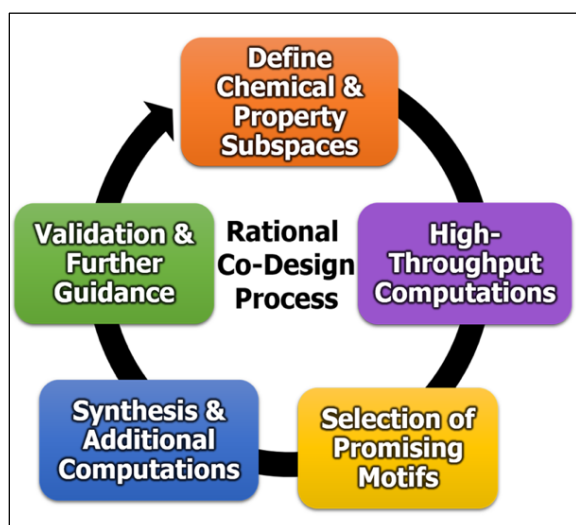 Define
Chemical &
Property
Subspaces
High-
Throughput
Computations
Selection of
Promising
Motifs
Synthesis &
Additional
Computations
Validation &
Further
Guidance
Rational
Co-Design
Process